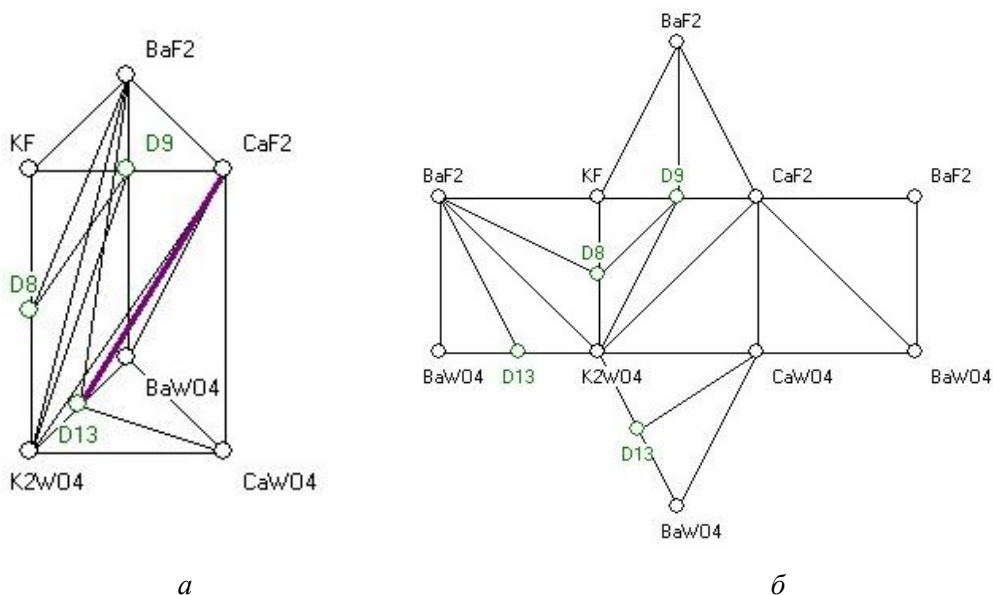 BaF2
KF
D9
CaF2
D8
BaWO4
D13
K2WO4
CaWO4
а
BaF2
BaF2
KF
D9
CaF2
BaF2
D8
BaWO4
D13
K2WO4
CaWO4
BaWO4
D13
BaWO4
б